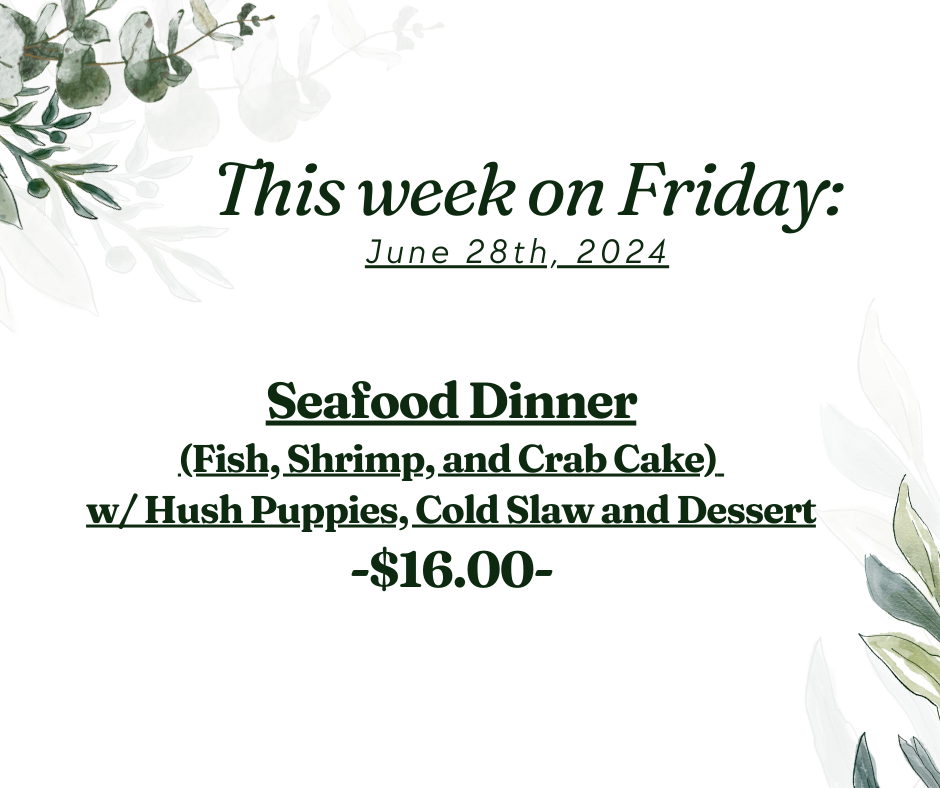 This week on Friday:
June 28th, 2024
Seafood Dinner
(Fish, Shrimp, and Crab Cake)
w/ Hush Puppies, Cold Slaw and Dessert
-$16.00-